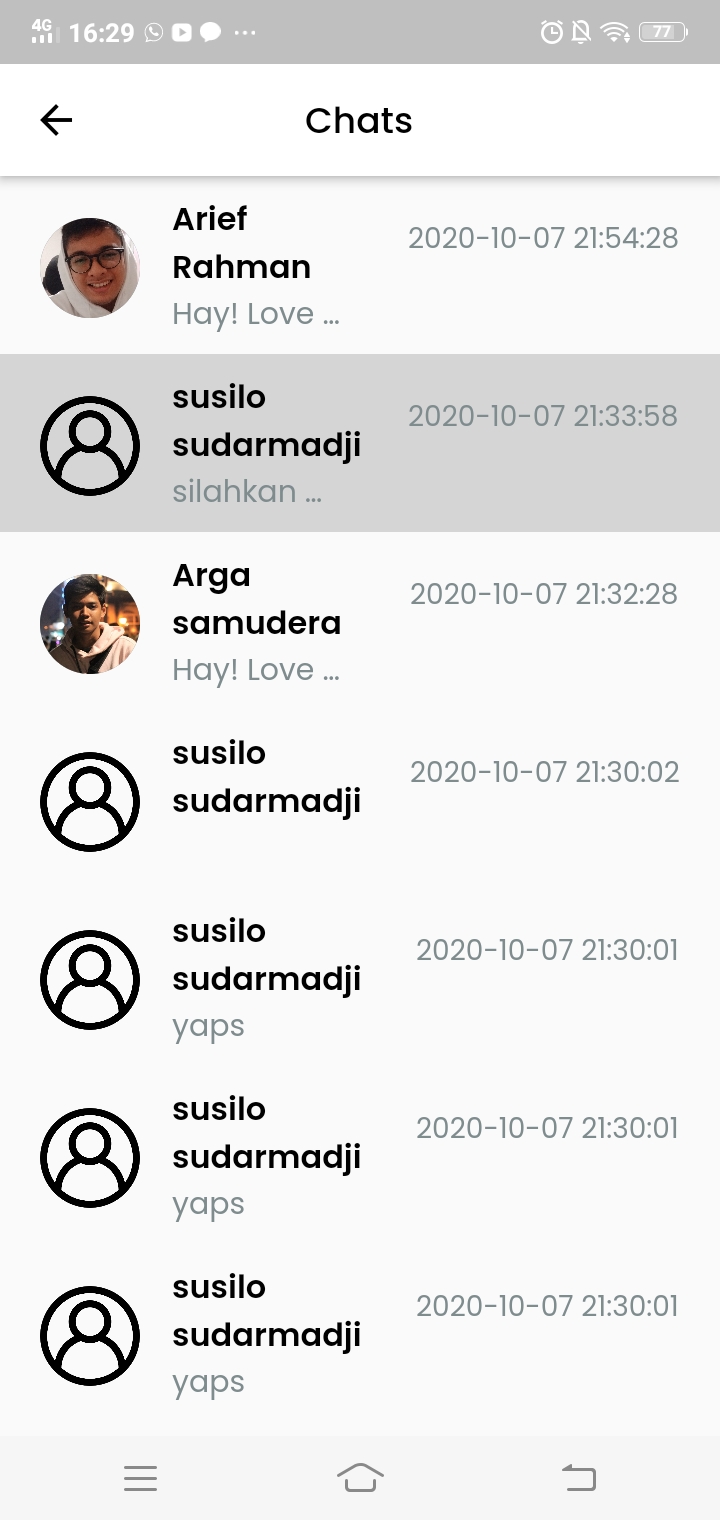 4G 16:29 77
Chats
Arief
Rahman
2020-10-07 21:54:28
Hay! Love ...
susilo
sudarmadji
2020-10-07 21:33:58
silahkan ...
Arga
samudera
2020-10-07 21:32:28
Hay! Love ...
susilo
sudarmadji
2020-10-07 21:30:02
susilo
sudarmadji
2020-10-07 21:30:01
yaps
susilo
sudarmadji
2020-10-07 21:30:01
yaps
susilo
sudarmadji
2020-10-07 21:30:01
yaps